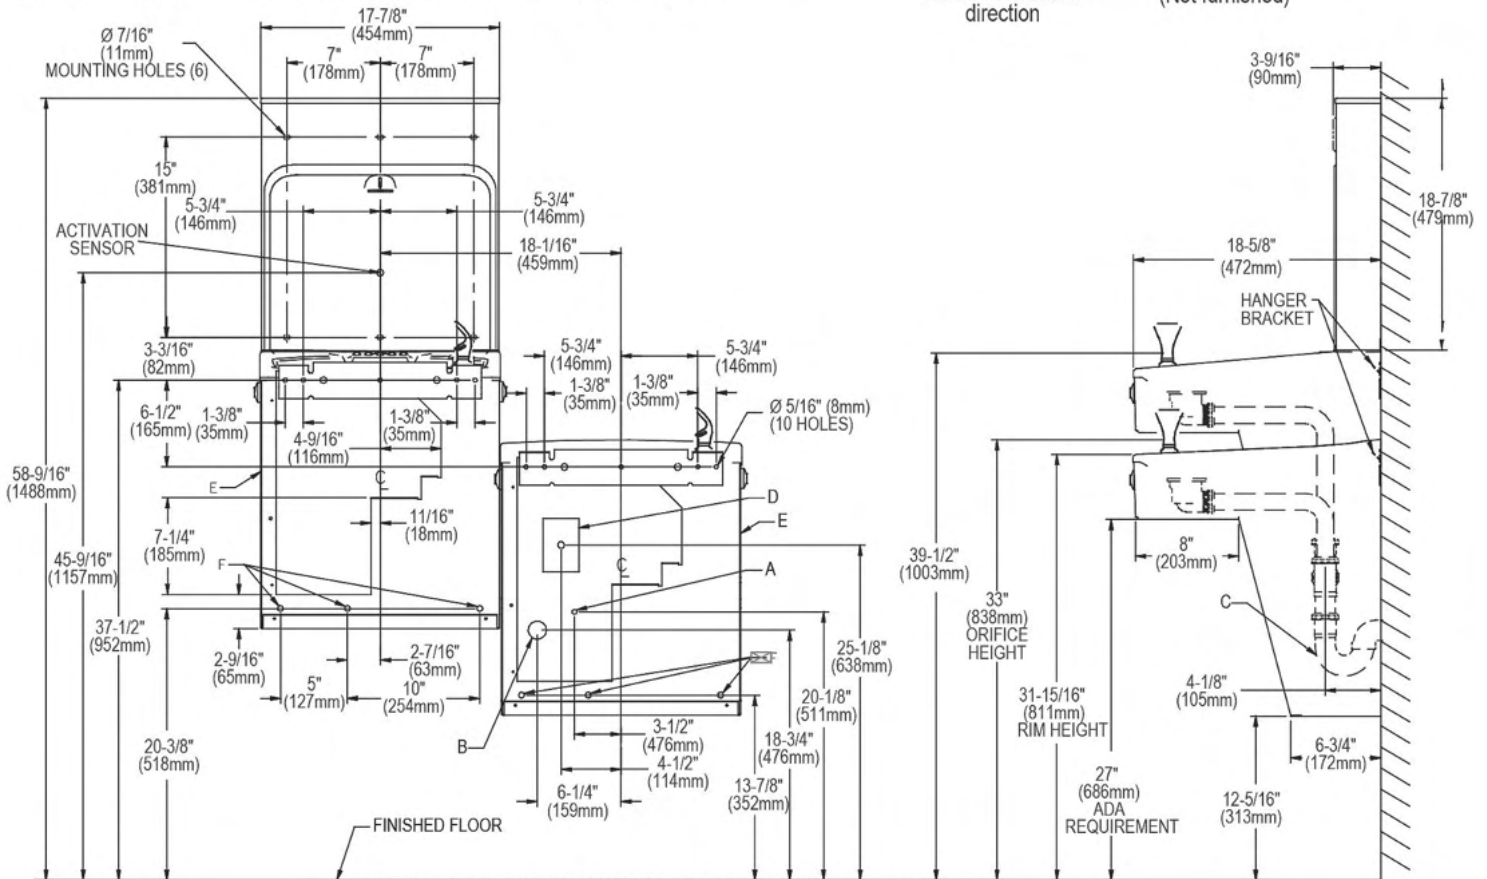 direction
(Not furnished)
17-7/8"
(454mm)
Ø 7/16"
(11mm)
MOUNTING HOLES (6)
7"
(178mm)
7"
(178mm)
3-9/16"
(90mm)
15"
(381mm)
5-3/4"
(146mm)
5-3/4"
(146mm)
18-7/8"
(479mm)
ACTIVATION
SENSOR
18-1/16"
(459mm)
18-5/8"
(472mm)
HANGER
BRACKET
3-3/16"
(82mm)
5-3/4"
(146mm)
5-3/4"
(146mm)
6-1/2"
(165mm)
1-3/8"
(35mm)
4-9/16"
(116mm)
1-3/8"
(35mm)
1-3/8"
(35mm)
1-3/8"
(35mm)
Ø 5/16" (8mm)
(10 HOLES)
58-9/16"
(1488mm)
E
C
D
E
7-1/4"
(185mm)
11/16"
(18mm)
45-9/16"
(1157mm)
F
C
A
39-1/2"
(1003mm)
8"
(203mm)
37-1/2"
(952mm)
33"
(838mm)
ORIFICE
HEIGHT
C
2-9/16"
(65mm)
2-7/16"
(63mm)
5"
(127mm)
10"
(254mm)
25-1/8"
(638mm)
20-1/8"
(511mm)
31-15/16"
(811mm)
RIM HEIGHT
4-1/8"
(105mm)
20-3/8"
(518mm)
B
3-1/2"
(476mm)
4-1/2"
(114mm)
6-1/4"
(159mm)
18-3/4"
(476mm)
13-7/8"
(352mm)
6-3/4"
(172mm)
27"
(686mm)
ADA
REQUIREMENT
12-5/16"
(313mm)
FINISHED FLOOR